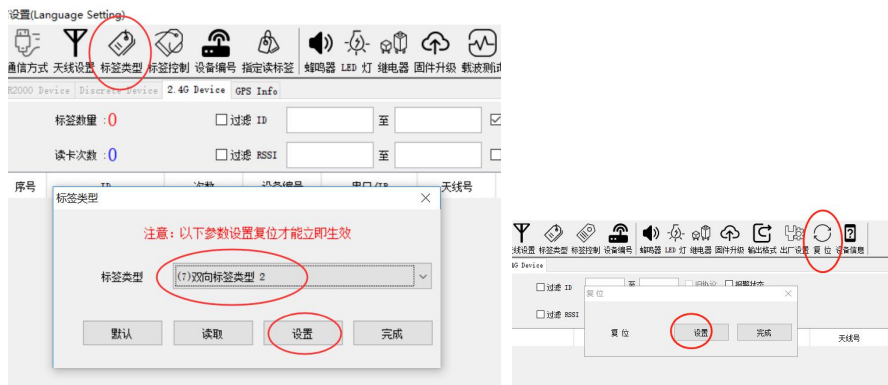 设置(Language Setting)
通信方式 天线设置 标签类型 标签控制 设备编号 指定读标签 蜂鸣器 LED 灯 继电器 固件升级 载波测试
R2000 Device Discrete Device 2.4G Device GPS Info
标签数量 :0 过滤 ID 至
读卡次数 :0 过滤 RSSI 至
序号 ID 次数 设备编号 串口/IP 天线号
标签类型
注意：以下参数设置复位才能立即生效
标签类型 (7)双向标签类型 2
默认 读取 设置 完成
线设置 标签类型 标签控制 设备编号 蜂鸣器 LED 灯 继电器 固件升级 输出格式 出厂设置 复 位 设备信息
4G Device
过滤 ID 至 旧协议 报警状态
过滤 RSSI
复位
复 位 设置 完成
天线号